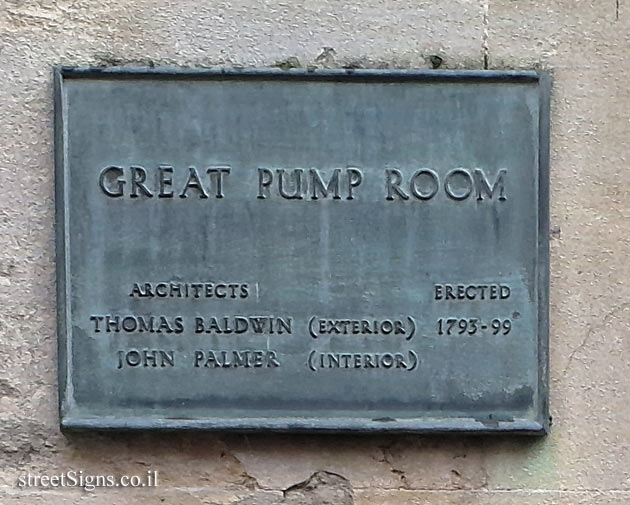 GREAT PUMP ROOM
ARCHITECTS ERECTED
THOMAS BALDWIN (EXTERIOR) 1793-99
JOHN PALMER (INTERIOR)
streetSigns.co.il